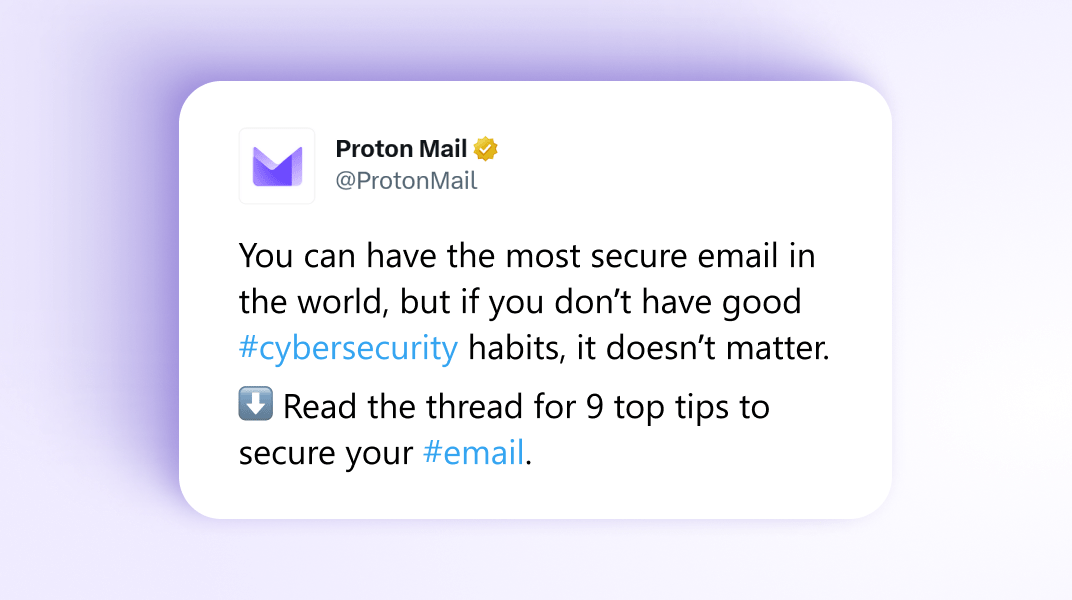 Proton Mail
@ProtonMail
You can have the most secure email in
the world, but if you don’t have good
#cybersecurity habits, it doesn’t matter.
⬇️ Read the thread for 9 top tips to
secure your #email.